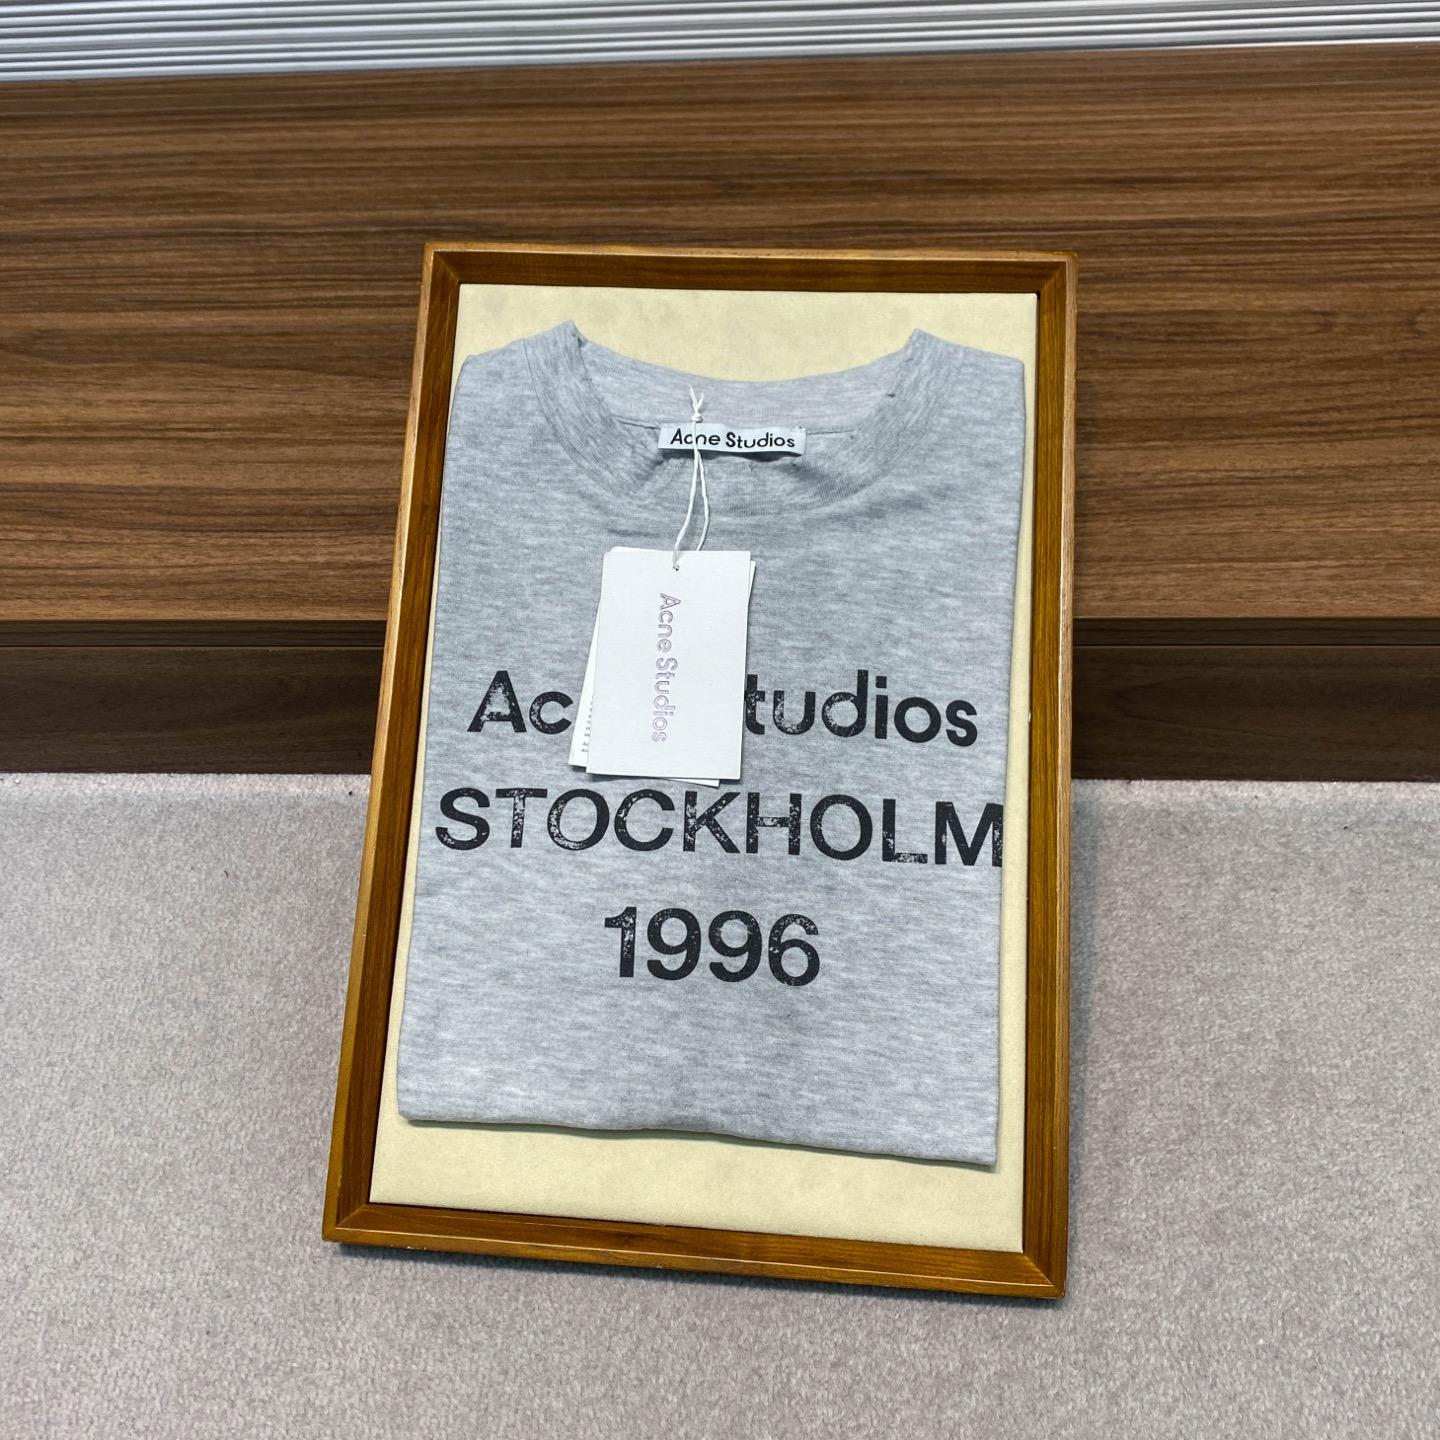 Acne Studios
Acne Studios
Ac tudios
STOCKHOLM
1996